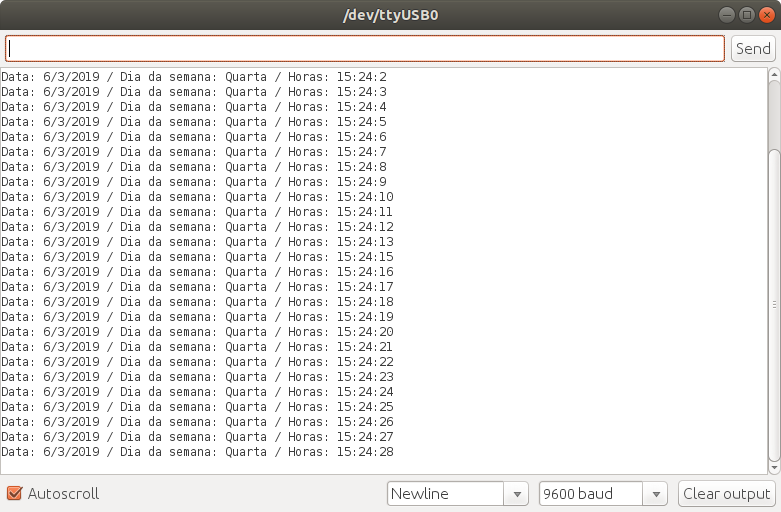 /dev/ttyUSB0
Send
Data: 6/3/2019 / Dia da semana: Quarta / Horas: 15:24:2
Data: 6/3/2019 / Dia da semana: Quarta / Horas: 15:24:3
Data: 6/3/2019 / Dia da semana: Quarta / Horas: 15:24:4
Data: 6/3/2019 / Dia da semana: Quarta / Horas: 15:24:5
Data: 6/3/2019 / Dia da semana: Quarta / Horas: 15:24:6
Data: 6/3/2019 / Dia da semana: Quarta / Horas: 15:24:7
Data: 6/3/2019 / Dia da semana: Quarta / Horas: 15:24:8
Data: 6/3/2019 / Dia da semana: Quarta / Horas: 15:24:9
Data: 6/3/2019 / Dia da semana: Quarta / Horas: 15:24:10
Data: 6/3/2019 / Dia da semana: Quarta / Horas: 15:24:11
Data: 6/3/2019 / Dia da semana: Quarta / Horas: 15:24:12
Data: 6/3/2019 / Dia da semana: Quarta / Horas: 15:24:13
Data: 6/3/2019 / Dia da semana: Quarta / Horas: 15:24:15
Data: 6/3/2019 / Dia da semana: Quarta / Horas: 15:24:16
Data: 6/3/2019 / Dia da semana: Quarta / Horas: 15:24:17
Data: 6/3/2019 / Dia da semana: Quarta / Horas: 15:24:18
Data: 6/3/2019 / Dia da semana: Quarta / Horas: 15:24:19
Data: 6/3/2019 / Dia da semana: Quarta / Horas: 15:24:20
Data: 6/3/2019 / Dia da semana: Quarta / Horas: 15:24:21
Data: 6/3/2019 / Dia da semana: Quarta / Horas: 15:24:22
Data: 6/3/2019 / Dia da semana: Quarta / Horas: 15:24:23
Data: 6/3/2019 / Dia da semana: Quarta / Horas: 15:24:24
Data: 6/3/2019 / Dia da semana: Quarta / Horas: 15:24:25
Data: 6/3/2019 / Dia da semana: Quarta / Horas: 15:24:26
Data: 6/3/2019 / Dia da semana: Quarta / Horas: 15:24:27
Data: 6/3/2019 / Dia da semana: Quarta / Horas: 15:24:28
Autoscroll Newline 9600 baud Clear output